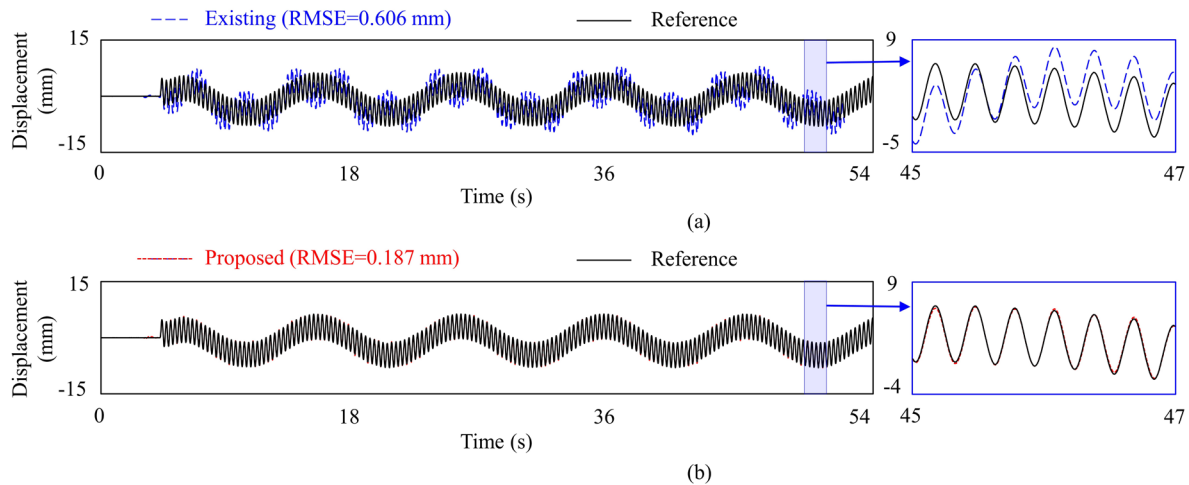 Existing (RMSE=0.606 mm) Reference
15 9
Displacement
(mm)
-15 -5
0 18 36 54 45 47
Time (s)
(a)
Proposed (RMSE=0.187 mm) Reference
15 9
Displacement
(mm)
-15 -4
0 18 36 54 45 47
Time (s)
(b)